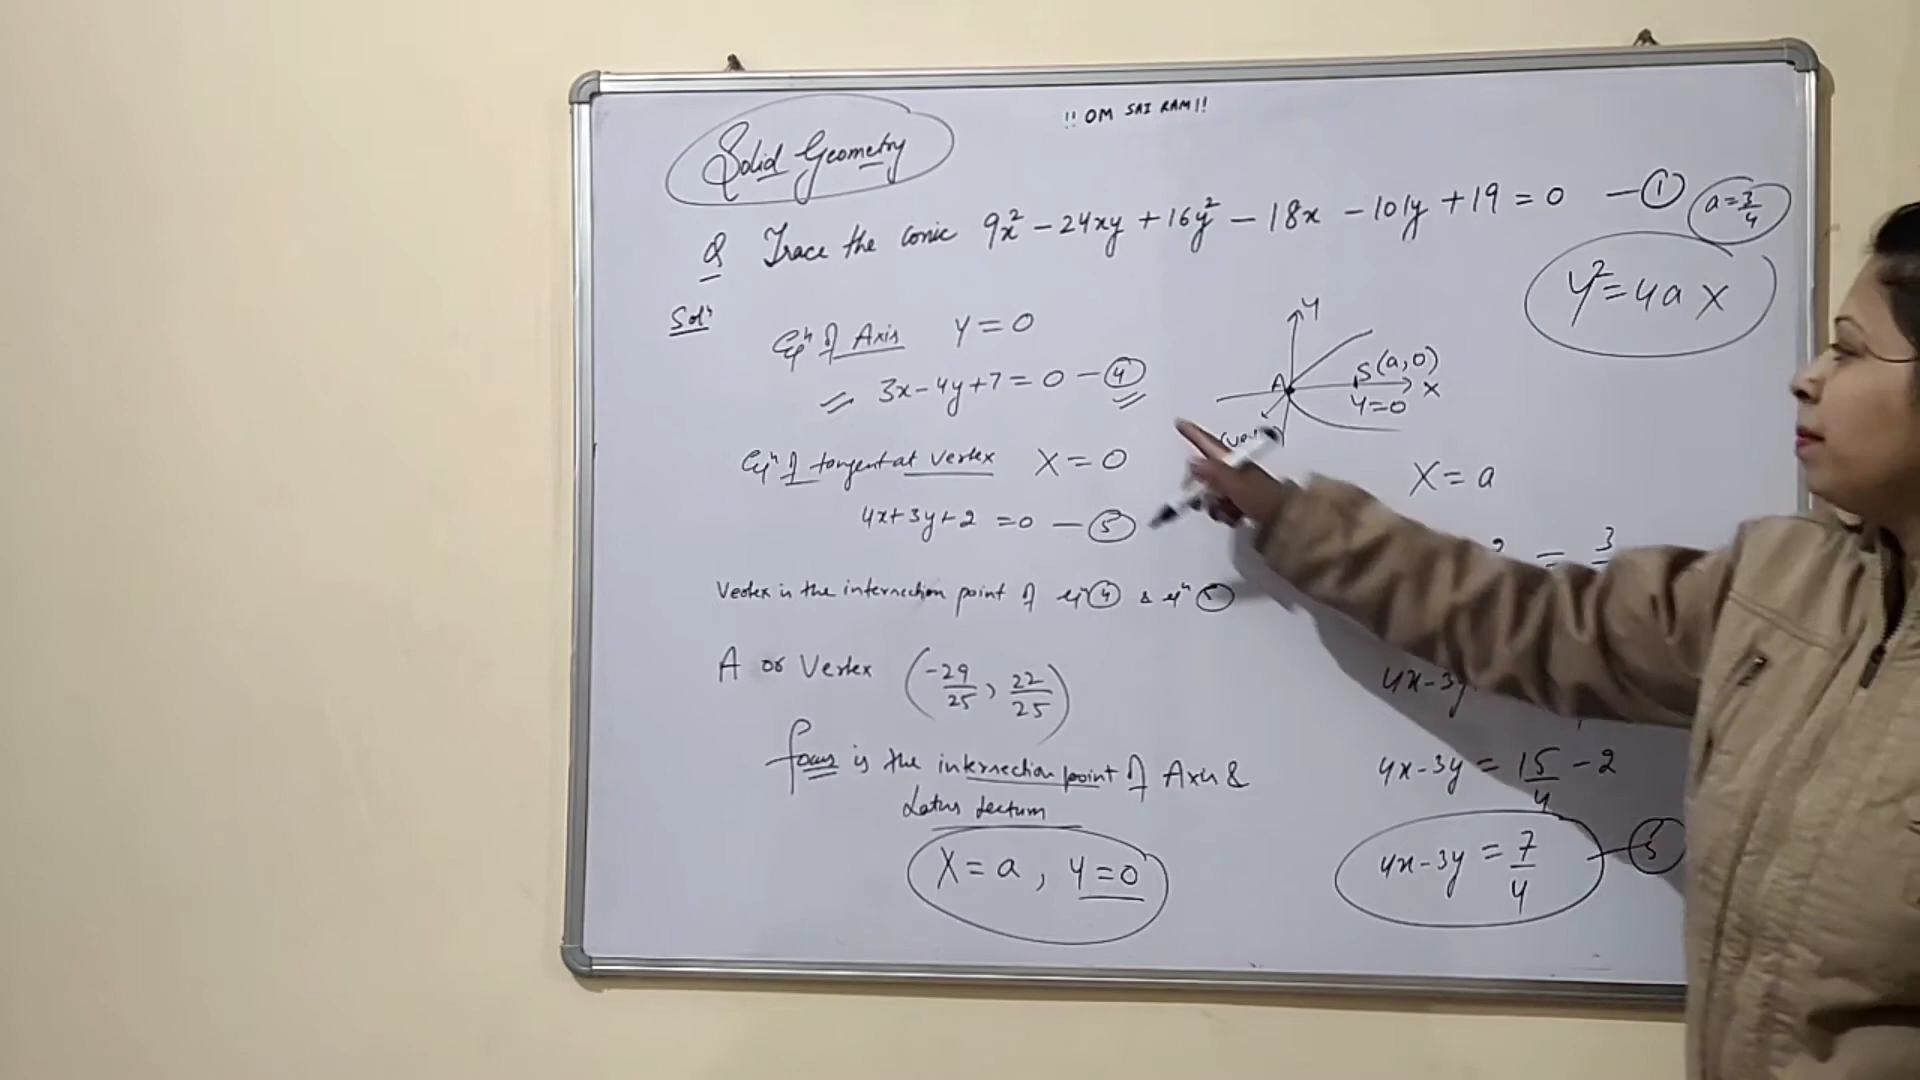 !! OM SAI RAM !!
Solid Geometry
Q Trace the conic 9x² - 24xy + 16y² - 18x - 101y + 19 = 0 — ①
a = 3/4
Y² = 4a X
Solⁿ
Eqⁿ of Axis Y = 0
= 3x - 4y + 7 = 0 — ④
Y
A
S(a,0)
X
Y=0
Eqⁿ of tangent at vertex X = 0
4x + 3y + 2 = 0 — ⑤
Vertex is the intersection point of eqⁿ ④ & eqⁿ ⑤
A or Vertex (-29/25, 22/25)
focus is the intersection point of Axis &
Latus Rectum
X = a, Y = 0
X = a
= 3
4x - 3y
4x - 3y = 15/4 - 2
4x - 3y = 7/4 — ⑤